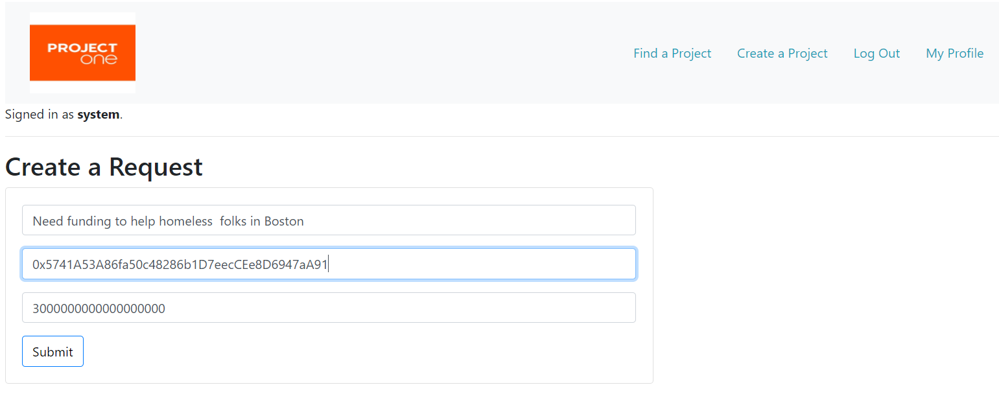 PROJECT
one
Find a Project Create a Project Log Out My Profile
Signed in as system.
Create a Request
Need funding to help homeless  folks in Boston
0x5741A53A86fa50c48286b1D7eecCEe8D6947aA91
3000000000000000000
Submit